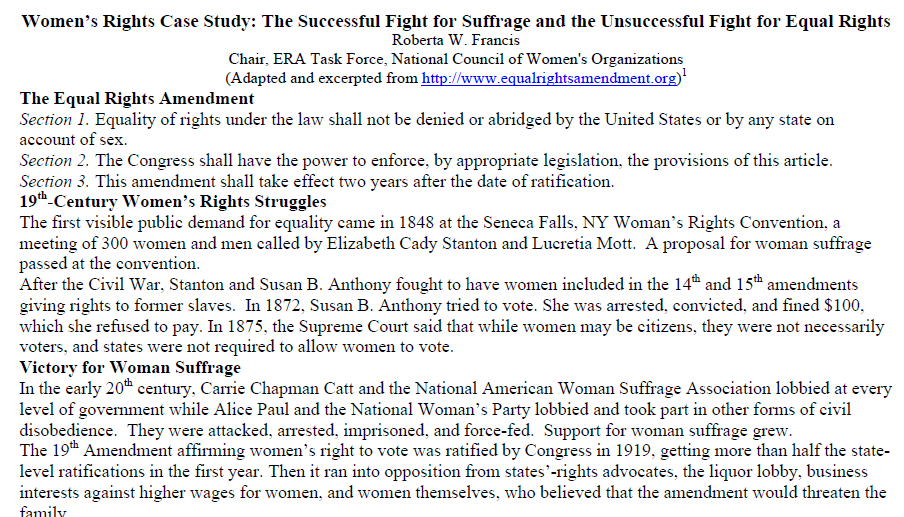 Women's Rights Case Study: The Successful Fight for Suffrage and the Unsuccessful Fight for Equal Rights
Roberta W. Francis
Chair, ERA Task Force, National Council of Women's Organizations
(Adapted and excerpted from http://www.equalrightsamendment.org)1
The Equal Rights Amendment
Section 1. Equality of rights under the law shall not be denied or abridged by the United States or by any state on
account of sex.
Section 2. The Congress shall have the power to enforce, by appropriate legislation, the provisions of this article.
Section 3. This amendment shall take effect two years after the date of ratification.
19th-Century Women's Rights Struggles
The first visible public demand for equality came in 1848 at the Seneca Falls, NY Woman's Rights Convention, a
meeting of 300 women and men called by Elizabeth Cady Stanton and Lucretia Mott. A proposal for woman suffrage
passed at the convention.
After the Civil War, Stanton and Susan B. Anthony fought to have women included in the 14th and 15th amendments
giving rights to former slaves. In 1872, Susan B. Anthony tried to vote. She was arrested, convicted, and fined $100,
which she refused to pay. In 1875, the Supreme Court said that while women may be citizens, they were not necessarily
voters, and states were not required to allow women to vote.
Victory for Woman Suffrage
In the early 20th century, Carrie Chapman Catt and the National American Woman Suffrage Association lobbied at every
level of government while Alice Paul and the National Woman's Party lobbied and took part in other forms of civil
disobedience. They were attacked, arrested, imprisoned, and force-fed. Support for woman suffrage grew.
The 19th Amendment affirming women's right to vote was ratified by Congress in 1919, getting more than half the state-
level ratifications in the first year. Then it ran into opposition from states'-rights advocates, the liquor lobby, business
interests against higher wages for women, and women themselves, who believed that the amendment would threaten the
family